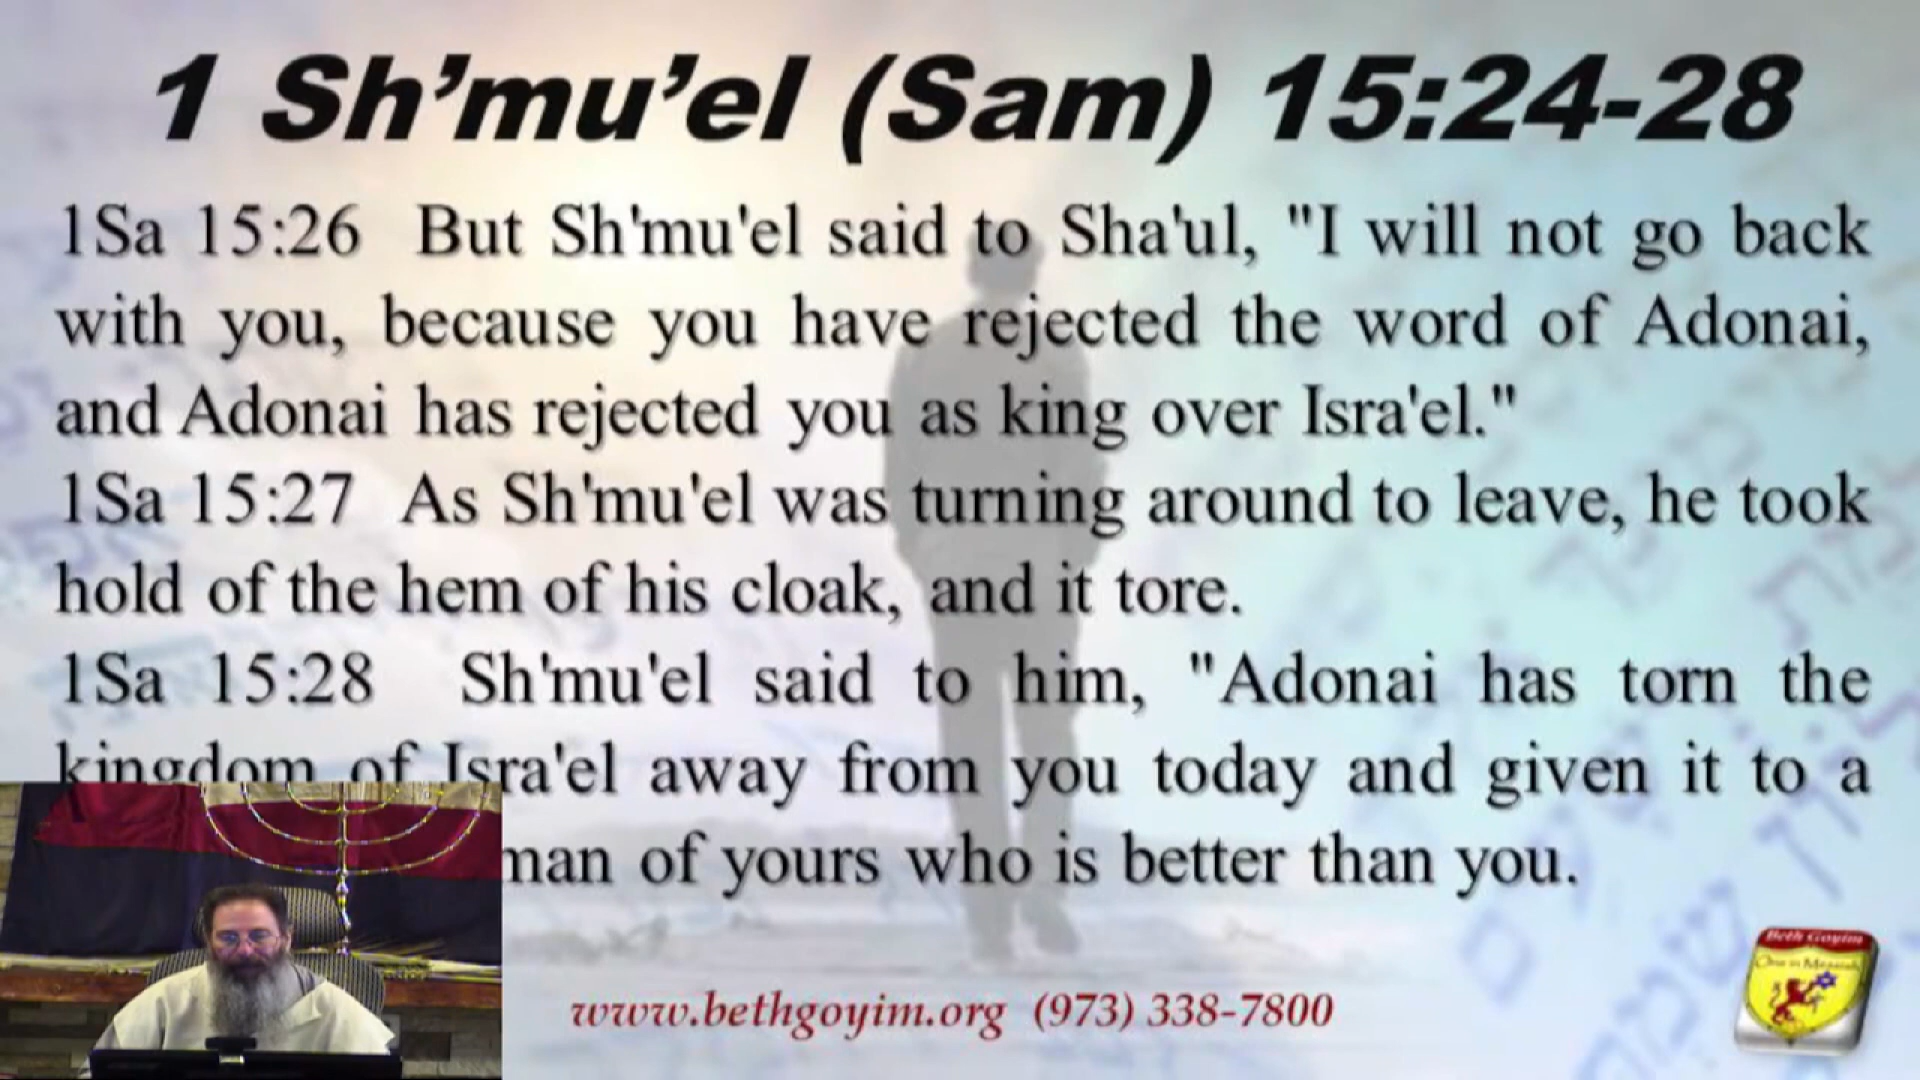 1 Sh’mu’el (Sam) 15:24-28
1Sa 15:26 But Sh'mu'el said to Sha'ul, "I will not go back
with you, because you have rejected the word of Adonai,
and Adonai has rejected you as king over Isra'el."
1Sa 15:27 As Sh'mu'el was turning around to leave, he took
hold of the hem of his cloak, and it tore.
1Sa 15:28 Sh'mu'el said to him, "Adonai has torn the
kingdom of Isra'el away from you today and given it to a
man of yours who is better than you.
www.bethgoyim.org (973) 338-7800
Beth Goyim
One in Messiah